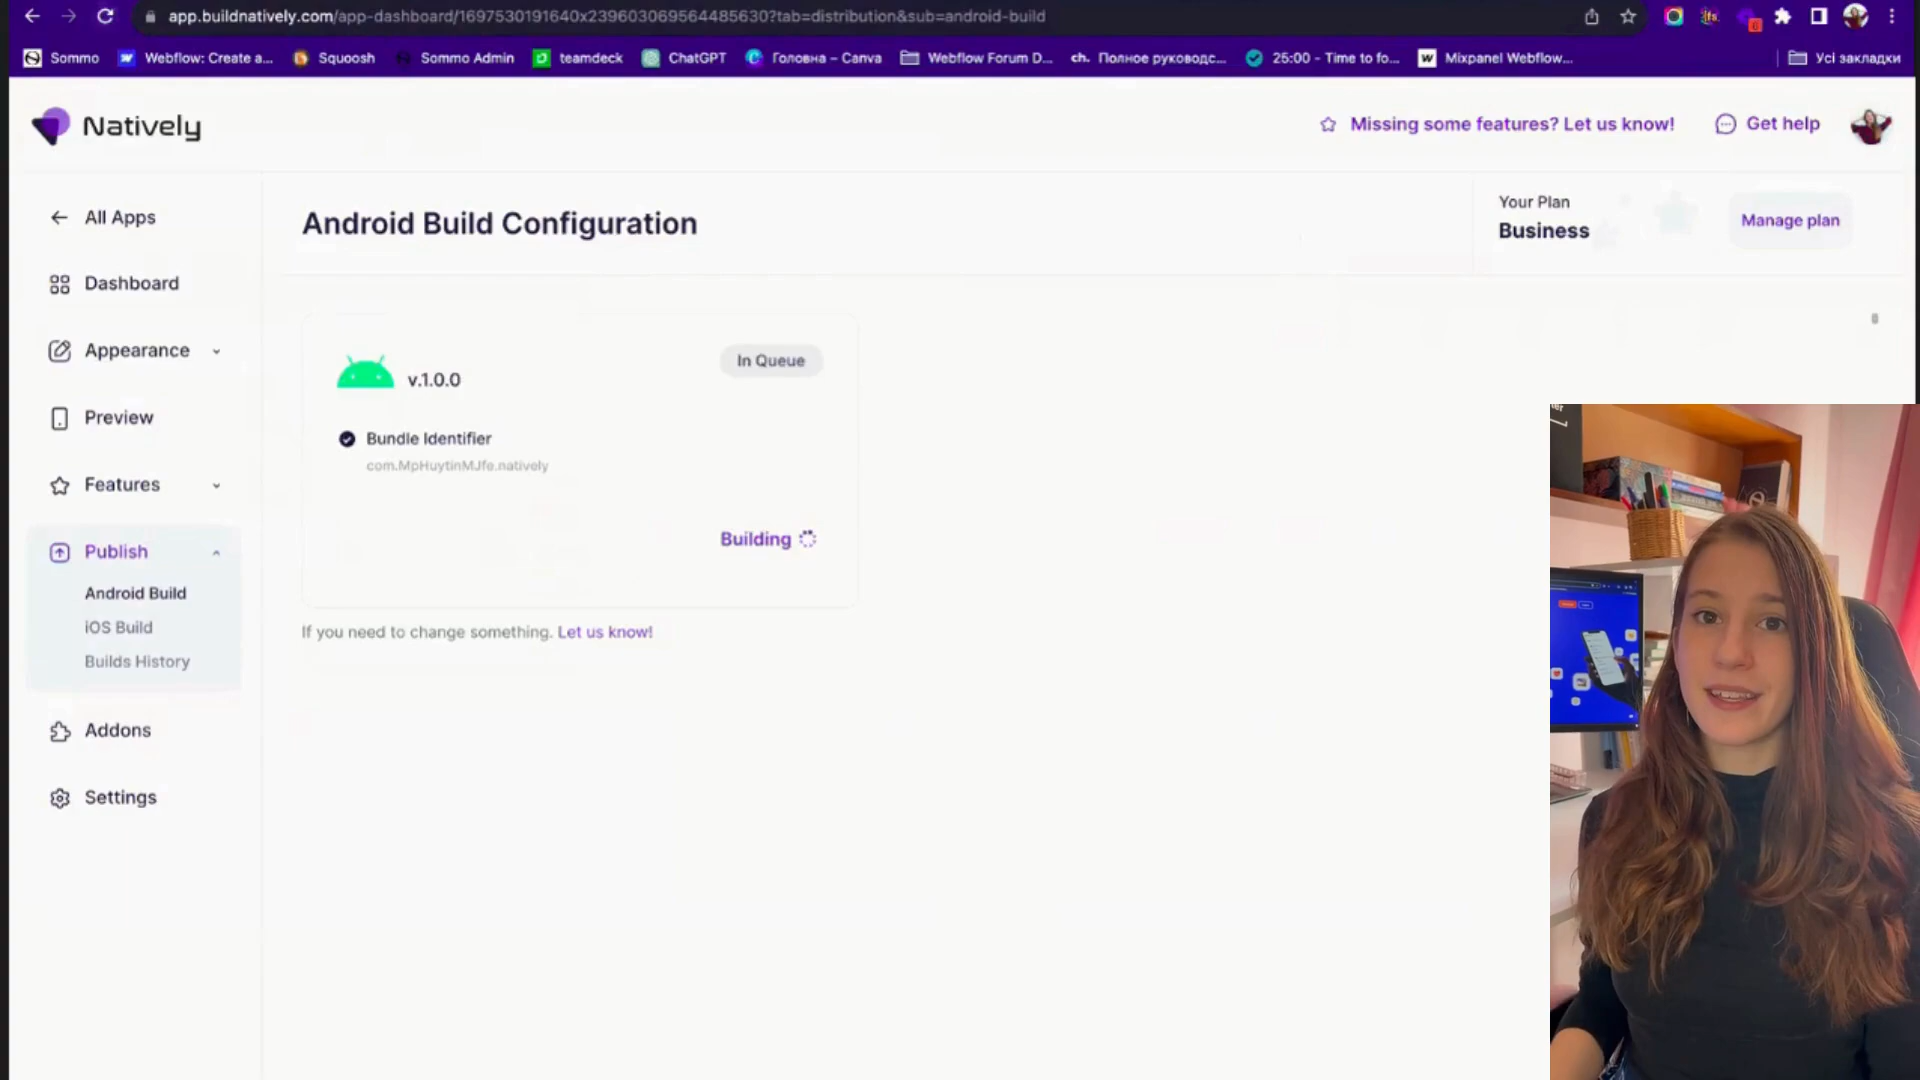 app.buildnatively.com/app-dashboard/1697530191640x239603069564485630?tab=distribution&sub=android-build
6
Sommo
Webflow: Create a...
Squoosh
Sommo Admin
teamdeck
ChatGPT
Головна – Canva
Webflow Forum D...
ch. Полное руководс...
25:00 - Time to fo...
W Mixpanel Webflow...
Усі закладки
Natively
Missing some features? Let us know!
Get help
All Apps
Android Build Configuration
Your Plan
Business
Manage plan
Dashboard
Appearance
Preview
Features
Publish
Android Build
iOS Build
Builds History
Addons
Settings
v.1.0.0
In Queue
Bundle Identifier
com.MpHuytinMJfe.natively
Building
If you need to change something. Let us know!